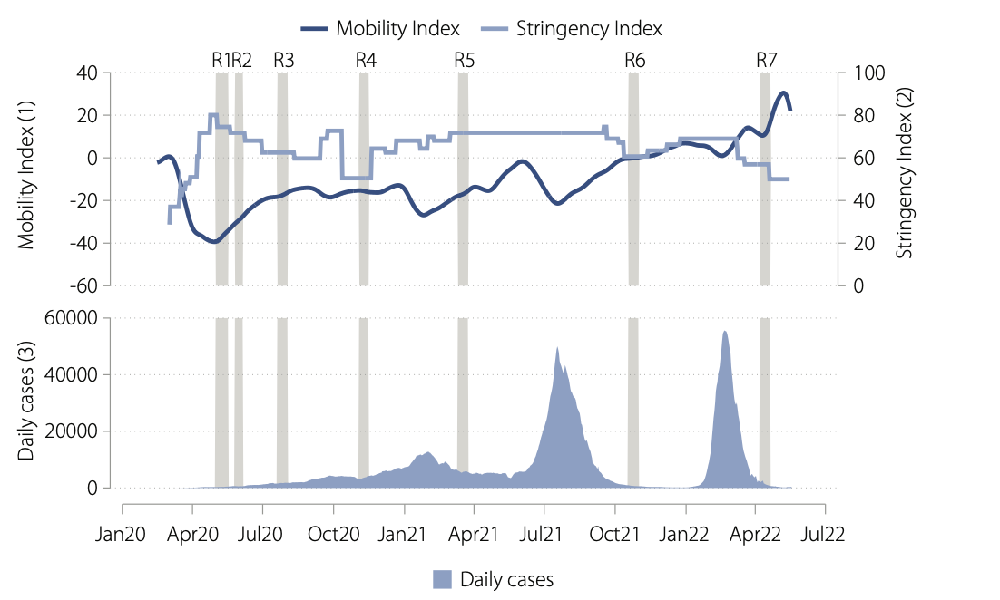 Mobility Index Stringency Index
R1 R2 R3 R4 R5 R6 R7
40 100
20 80
0 60
-20 40
-40 20
-60 0
Mobility Index (1)
Stringency Index (2)
60000
40000
20000
0
Daily cases (3)
Jan20 Apr20 Jul20 Oct20 Jan21 Apr21 Jul21 Oct21 Jan22 Apr22 Jul22
Daily cases